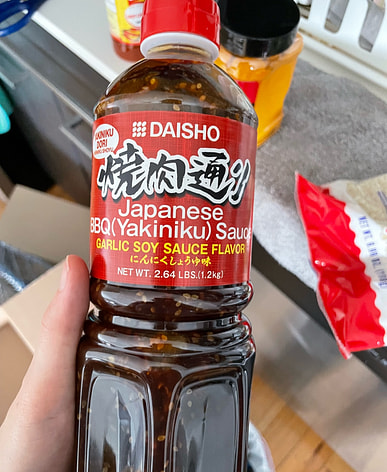 DAISHO
YAKINIKU
DORI
焼肉通り
Japanese
BBQ(Yakiniku) Sauce
GARLIC SOY SAUCE FLAVOR
にんにくしょうゆ味
NET WT. 2.64 LBS.(1.2kg)